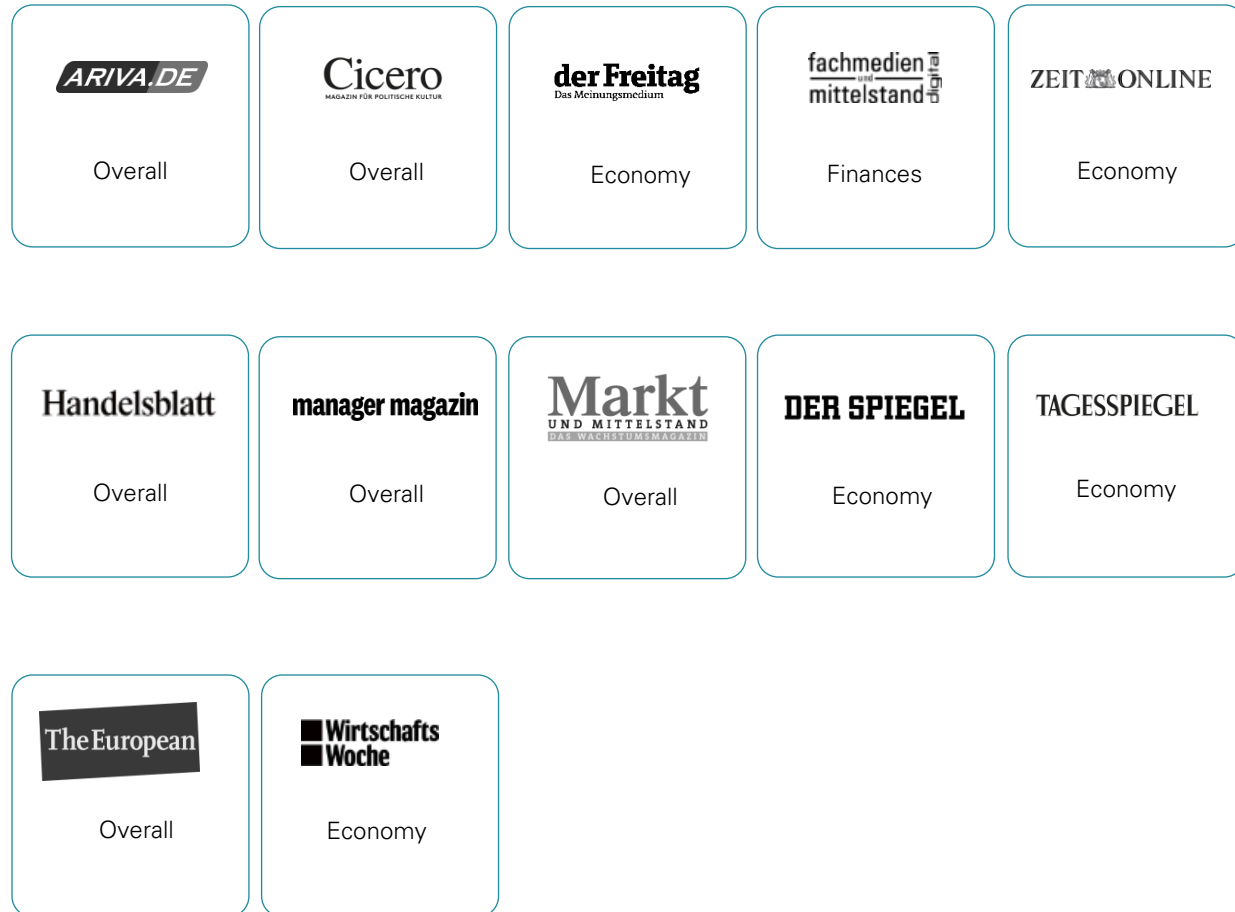 ARIVA.DE
Overall
Cicero
MAGAZIN FÜR POLITISCHE KULTUR
Overall
der Freitag
Das Meinungsmedium
Economy
fachmedien
und
mittelstand
digital
Finances
ZEIT ONLINE
Economy
Handelsblatt
Overall
manager magazin
Overall
Markt
UND MITTELSTAND
DAS WACHSTUMSMAGAZIN
Overall
DER SPIEGEL
Economy
TAGESSPIEGEL
Economy
The European
Overall
Wirtschafts
Woche
Economy